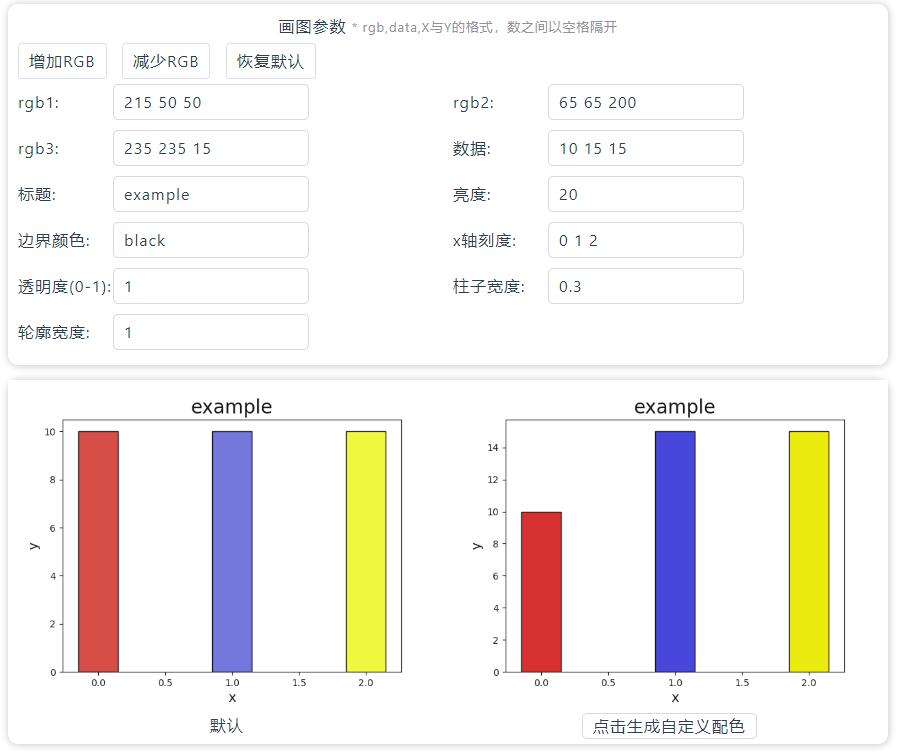 画图参数 * rgb,data,X与Y的格式，数之间以空格隔开
增加RGB 减少RGB 恢复默认
rgb1: 215 50 50 rgb2: 65 65 200
rgb3: 235 235 15 数据: 10 15 15
标题: example 亮度: 20
边界颜色: black x轴刻度: 0 1 2
透明度(0-1): 1 柱子宽度: 0.3
轮廓宽度: 1
example
10
8
6
4
2
0
y
0.0 0.5 1.0 1.5 2.0
x
默认
example
14
12
10
8
6
4
2
0
y
0.0 0.5 1.0 1.5 2.0
x
点击生成自定义配色